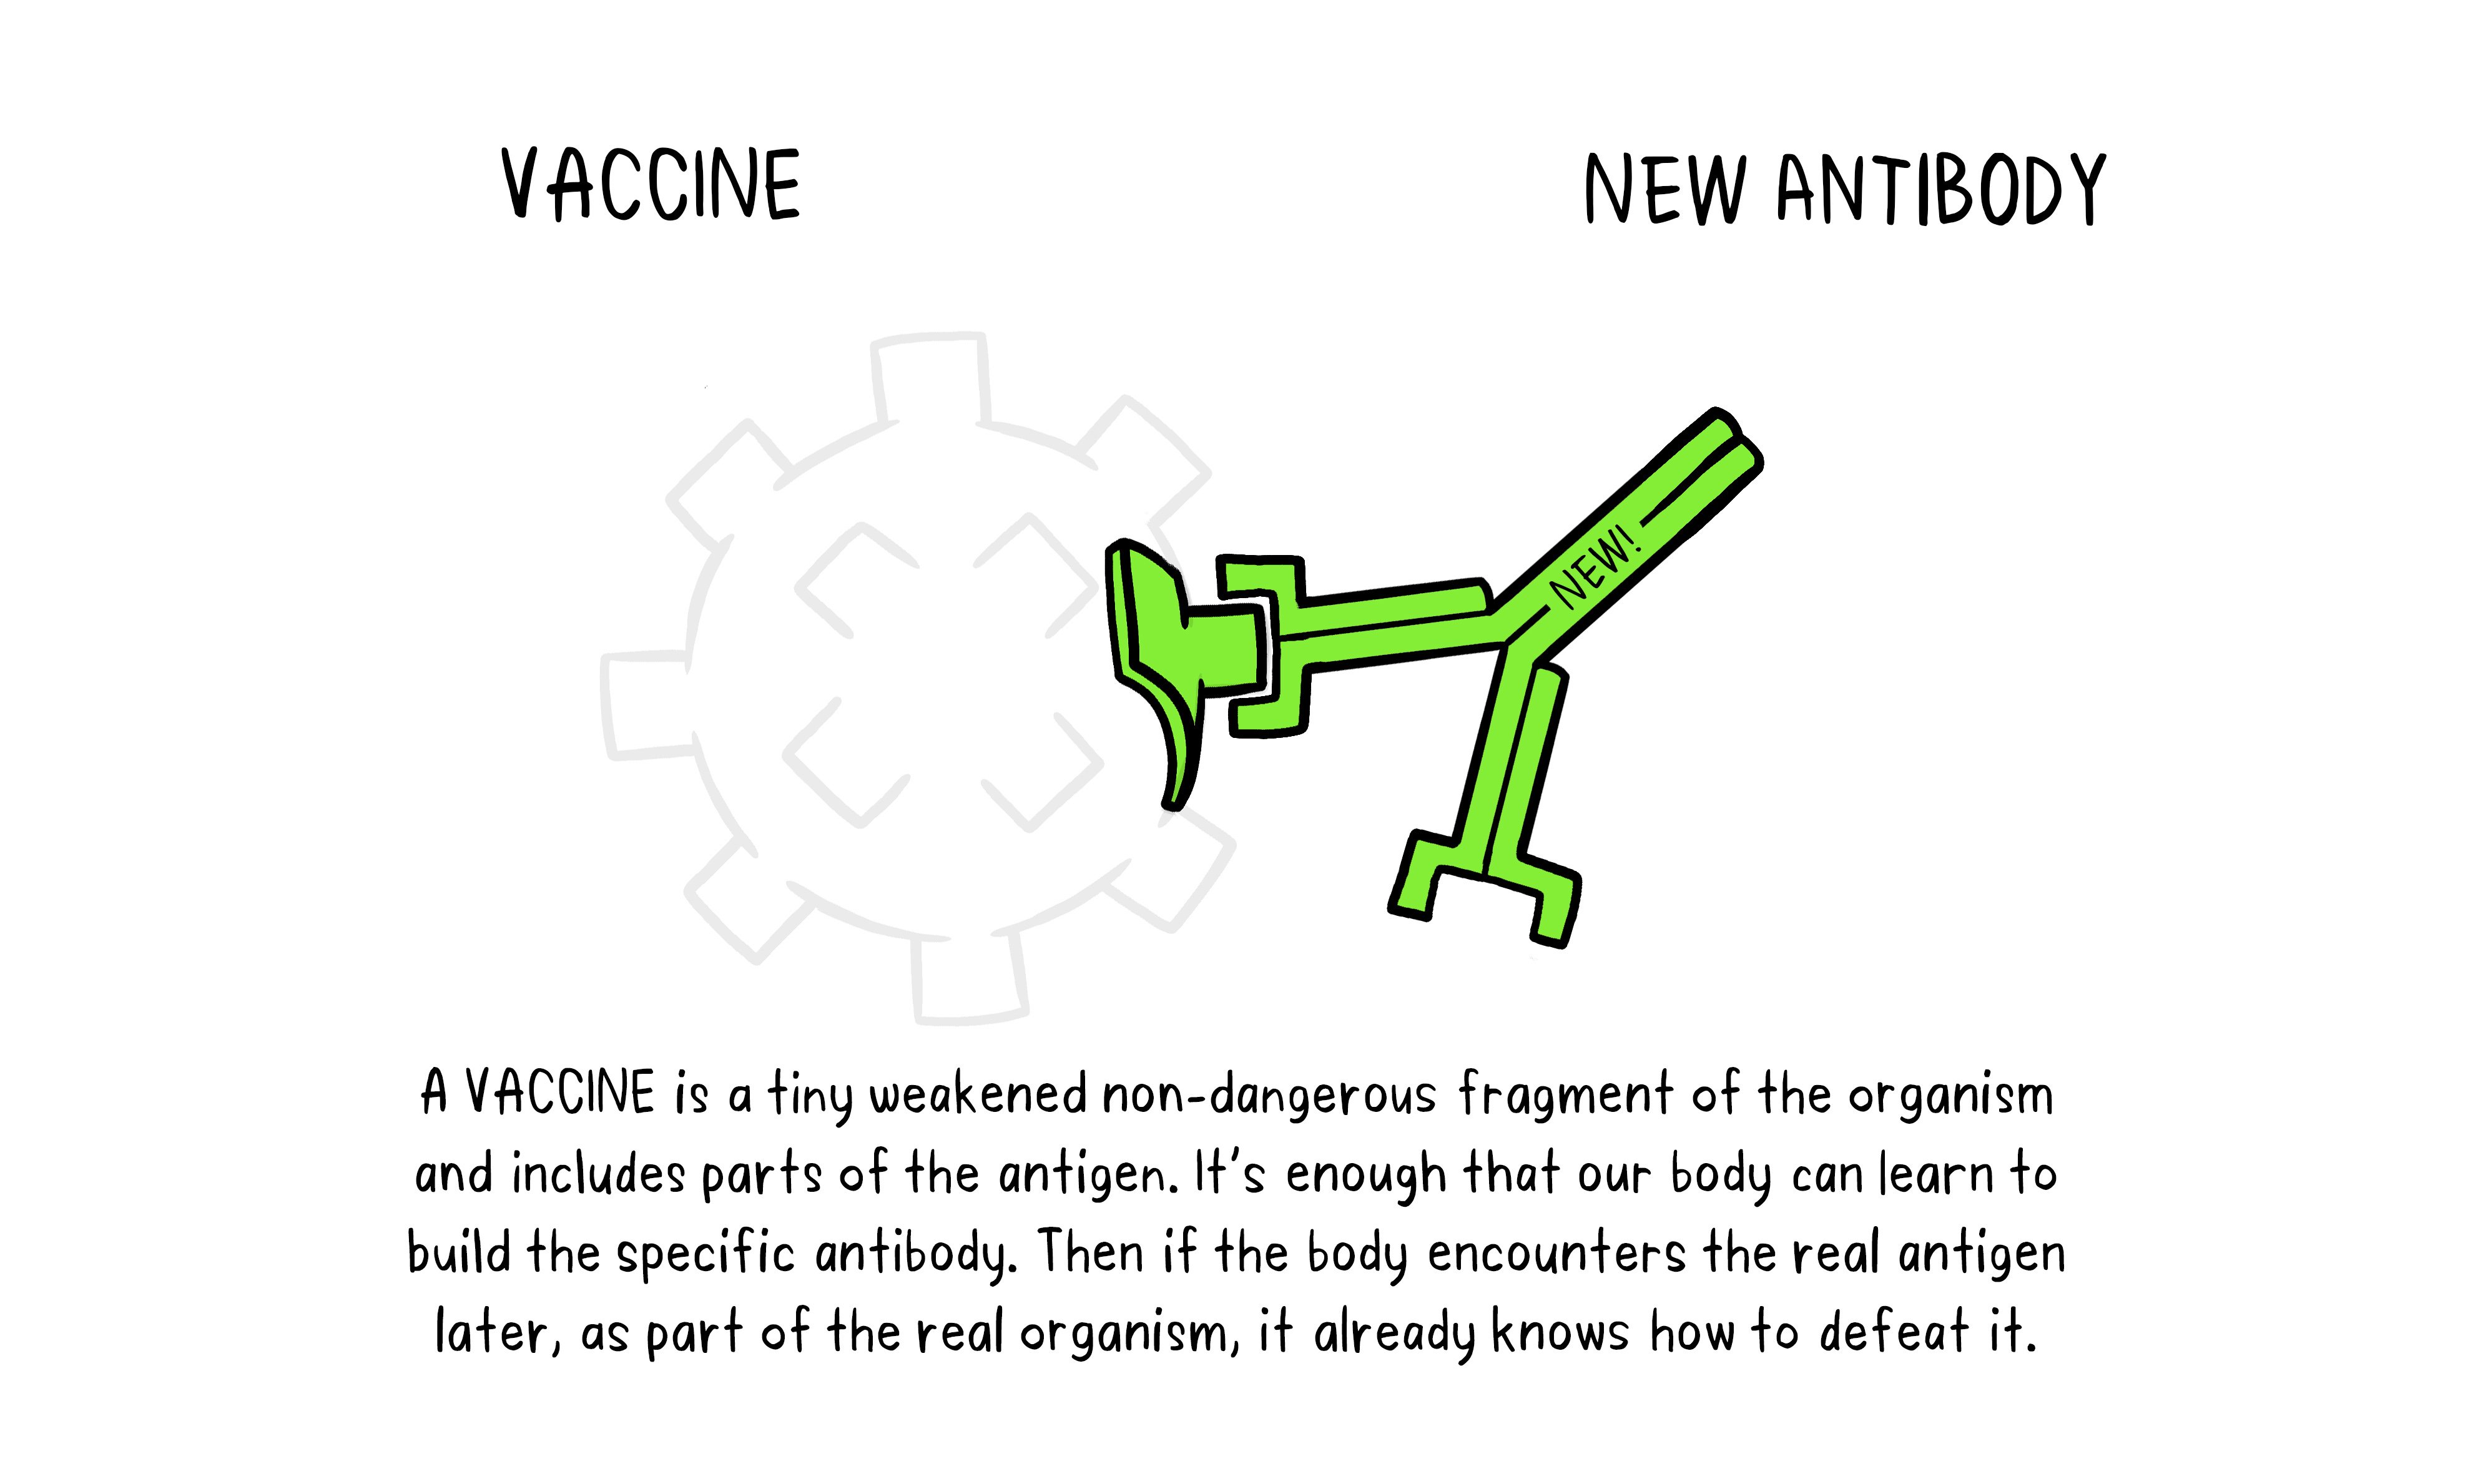 VACCINE
NEW ANTIBODY
NEW!
A VACCINE is a tiny weakened non-dangerous fragment of the organism
and includes parts of the antigen. It's enough that our body can learn to
build the specific antibody. Then if the body encounters the real antigen
later, as part of the real organism, it already knows how to defeat it.